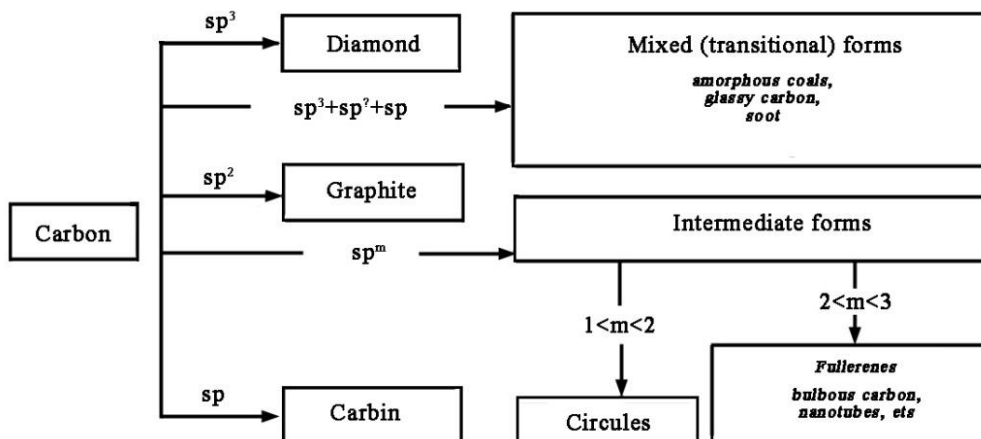 sp³
Diamond
Mixed (transitional) forms
amorphous coals,
glassy carbon,
soot
sp³+sp?+sp
sp²
Graphite
Carbon
Intermediate forms
spᵐ
1<m<2
2<m<3
Fullerenes
bulbous carbon,
nanotubes, ets
sp
Carbin
Circules